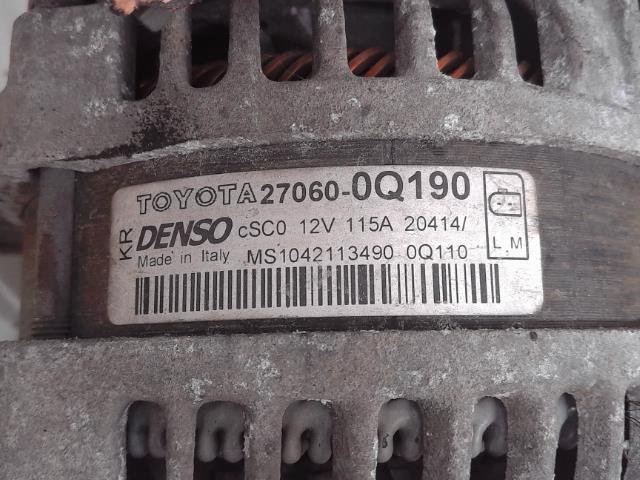 TOYOTA 27060-0Q190
KR
DENSO cSC0 12V 115A 20414/
Made in Italy MS1042113490 0Q110
L M